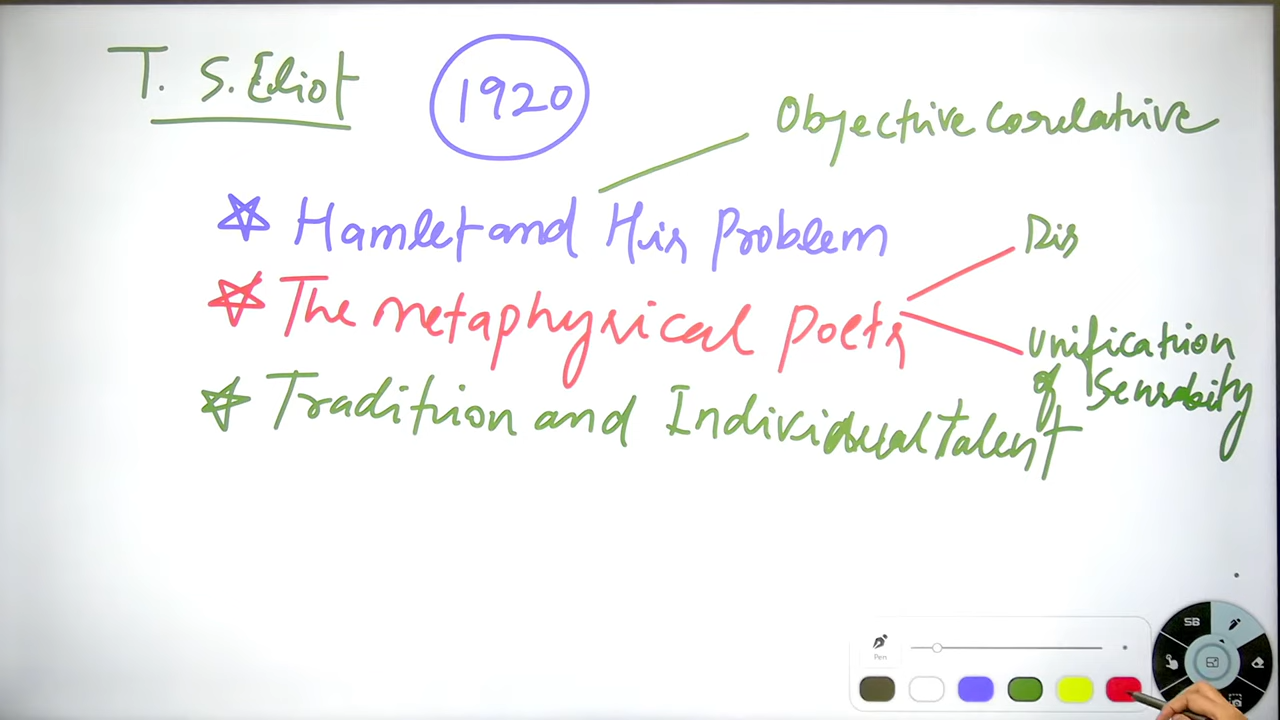 T. S. Eliot
1920
Objective corelative
Hamlet and His Problem
Dis
The metaphysical poets
unification
of Sensibity
Tradition and Individual talent
SB
Pen